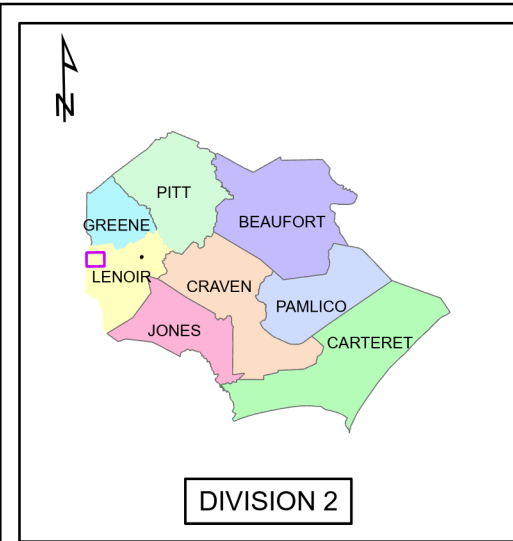 N
PITT
GREENE
BEAUFORT
LENOIR
CRAVEN
PAMLICO
JONES
CARTERET
DIVISION 2